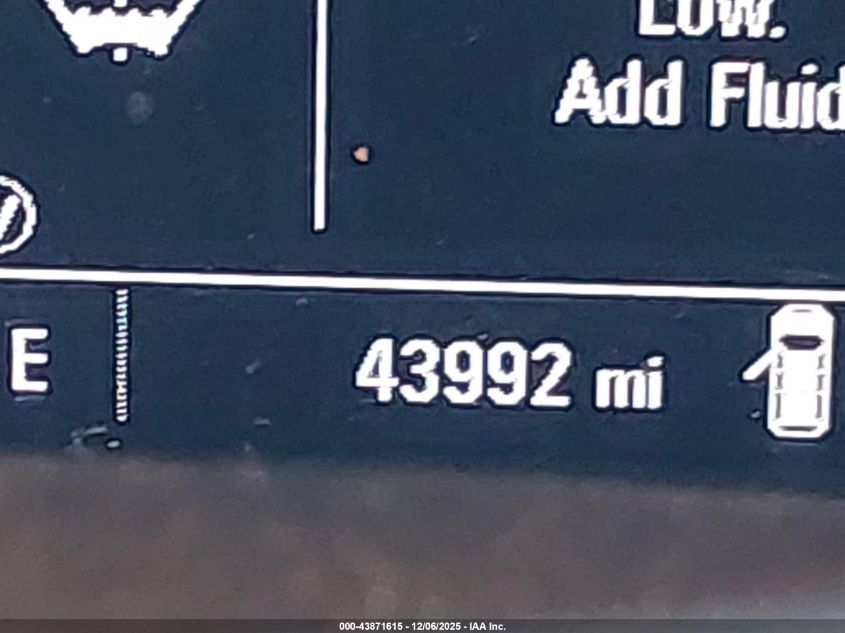 Low.
Add Fluid
E
43992 mi
000-43871615 - 12/06/2025 - IAA Inc.